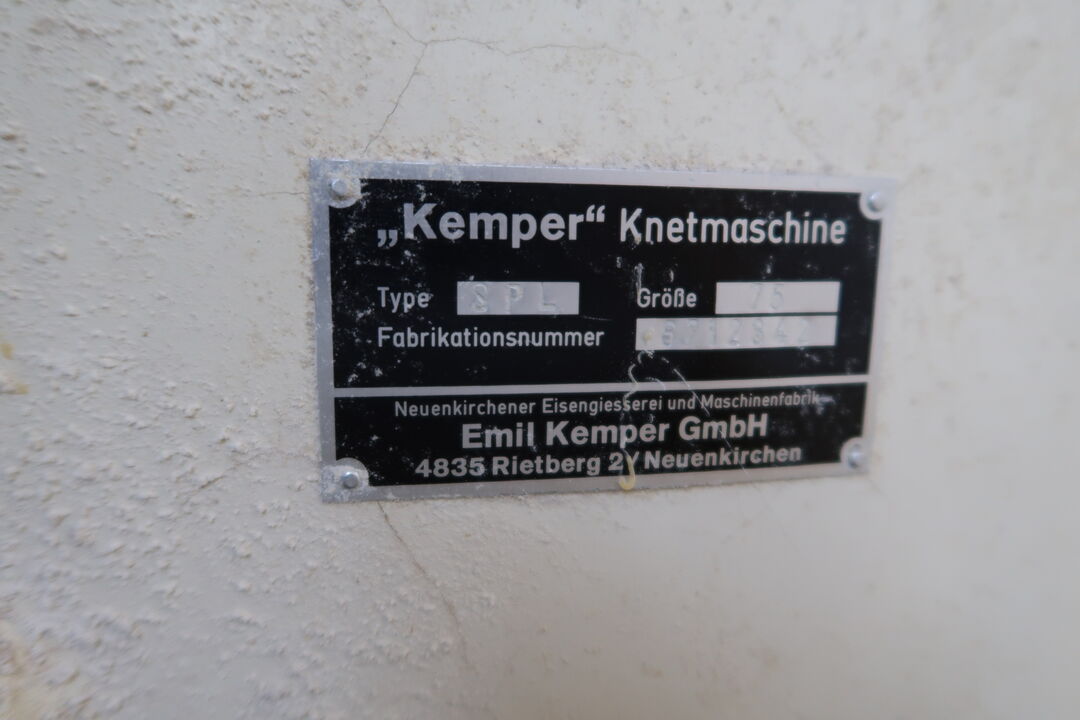 „Kemper“ Knetmaschine
Type SPL Größe 75
Fabrikationsnummer
Neuenkirchener Eisengiesserei und Maschinenfabrik
Emil Kemper GmbH
4835 Rietberg 2/Neuenkirchen